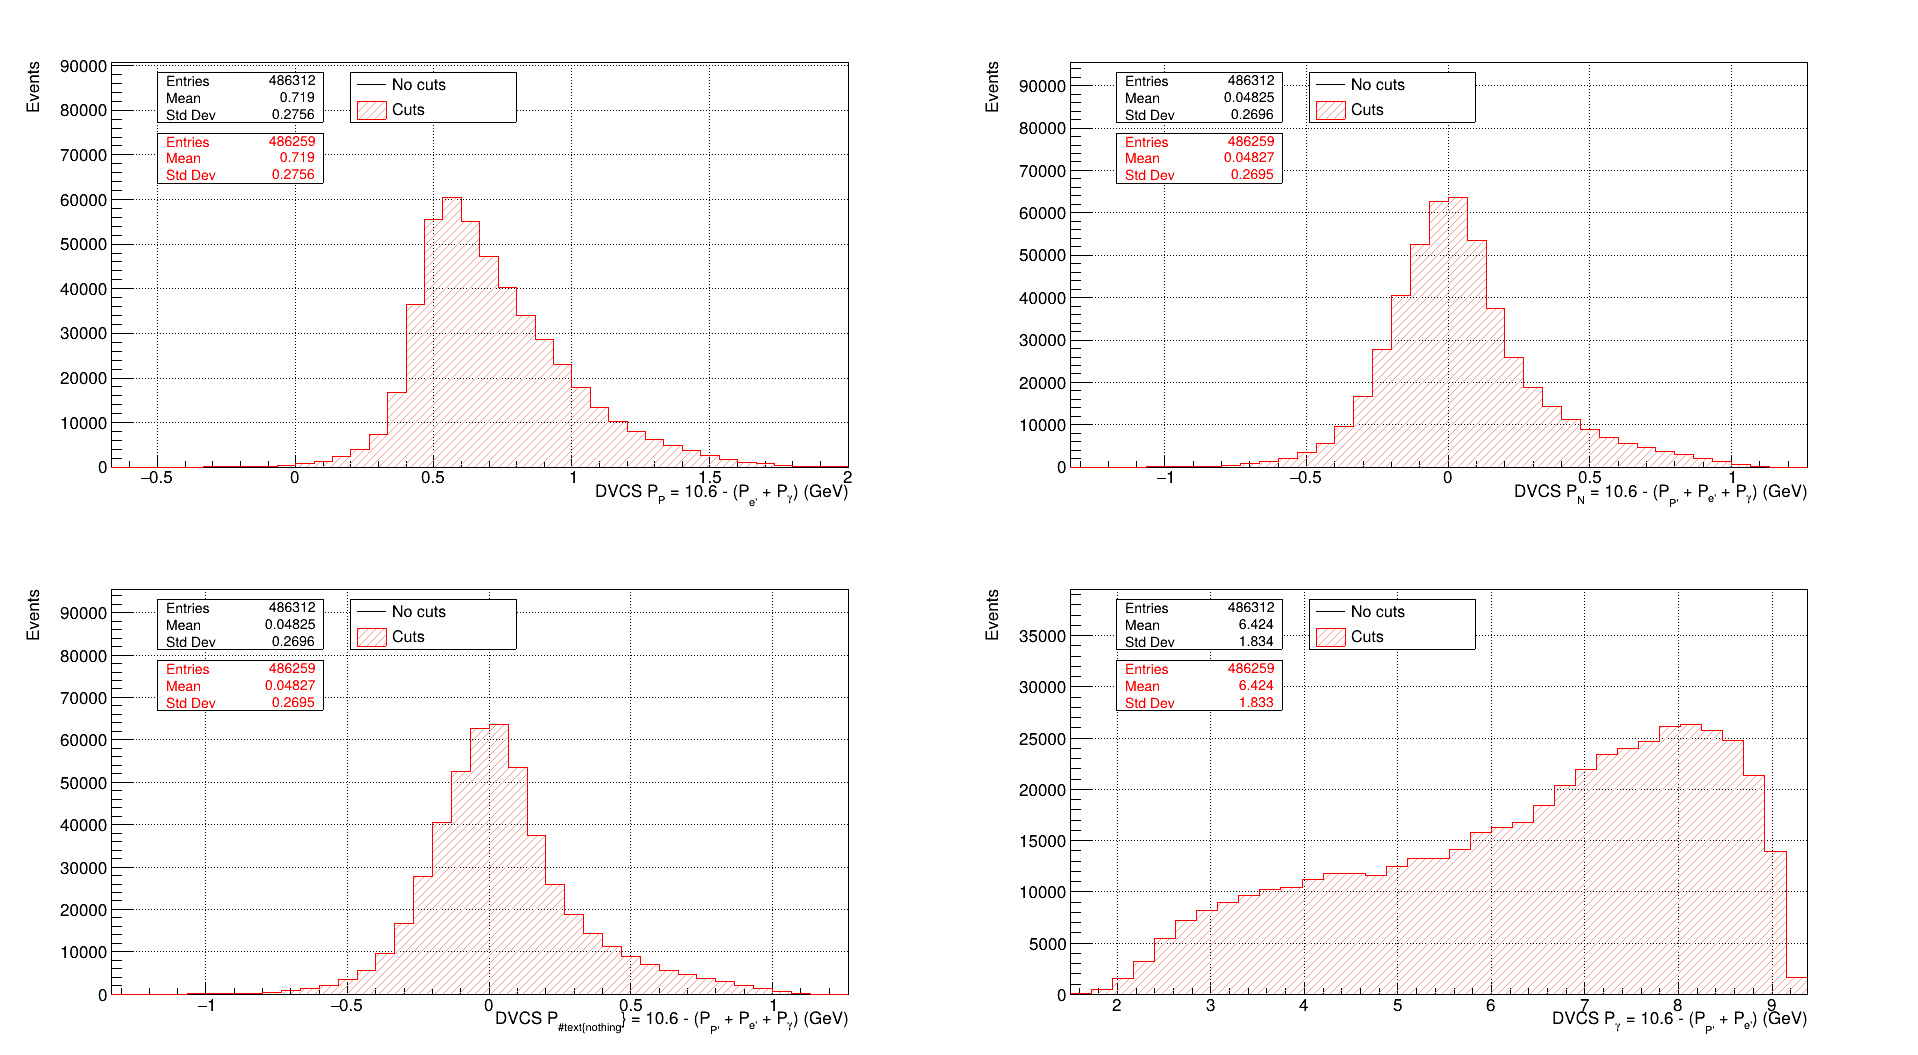 Events
90000
80000
70000
60000
50000
40000
30000
20000
10000
0
Entries 486312
Mean 0.719
Std Dev 0.2756
Entries 486259
Mean 0.719
Std Dev 0.2756
No cuts
Cuts
−0.5 0 0.5 1 1.5 2
DVCS P_P = 10.6 - (P_e' + P_γ) (GeV)
Events
90000
80000
70000
60000
50000
40000
30000
20000
10000
0
Entries 486312
Mean 0.04825
Std Dev 0.2696
Entries 486259
Mean 0.04827
Std Dev 0.2695
No cuts
Cuts
−1 −0.5 0 0.5 1
DVCS P_N = 10.6 - (P_P' + P_e' + P_γ) (GeV)
Events
90000
80000
70000
60000
50000
40000
30000
20000
10000
0
Entries 486312
Mean 0.04825
Std Dev 0.2696
Entries 486259
Mean 0.04827
Std Dev 0.2695
No cuts
Cuts
−1 −0.5 0 0.5 1
DVCS P_#text{nothing} = 10.6 - (P_P' + P_e' + P_γ) (GeV)
Events
35000
30000
25000
20000
15000
10000
5000
0
Entries 486312
Mean 6.424
Std Dev 1.834
Entries 486259
Mean 6.424
Std Dev 1.833
No cuts
Cuts
2 3 4 5 6 7 8 9
DVCS P_γ = 10.6 - (P_P' + P_e') (GeV)